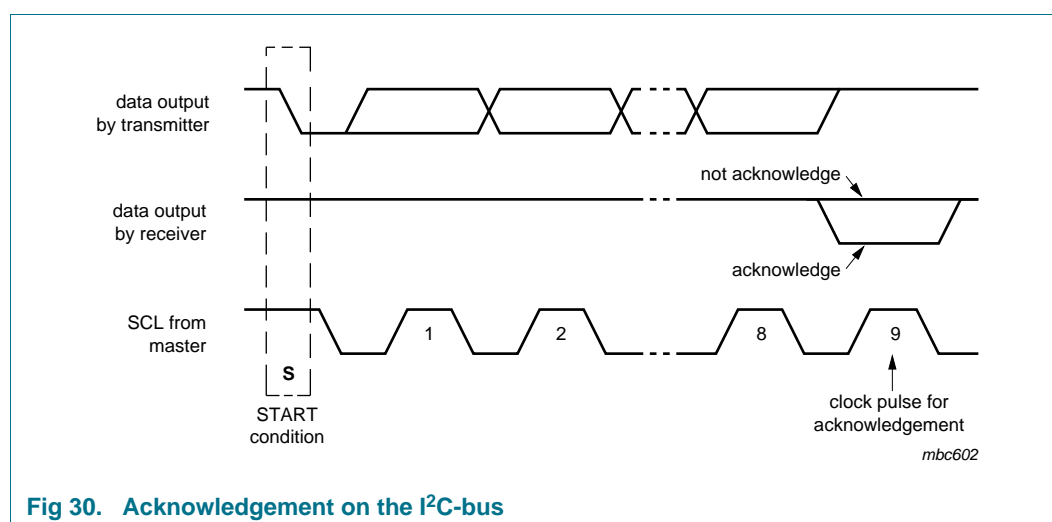 data output
by transmitter
not acknowledge
data output
by receiver
acknowledge
SCL from
master
1
2
8
9
S
START
condition
clock pulse for
acknowledgement
mbc602
Fig 30. Acknowledgement on the I²C-bus